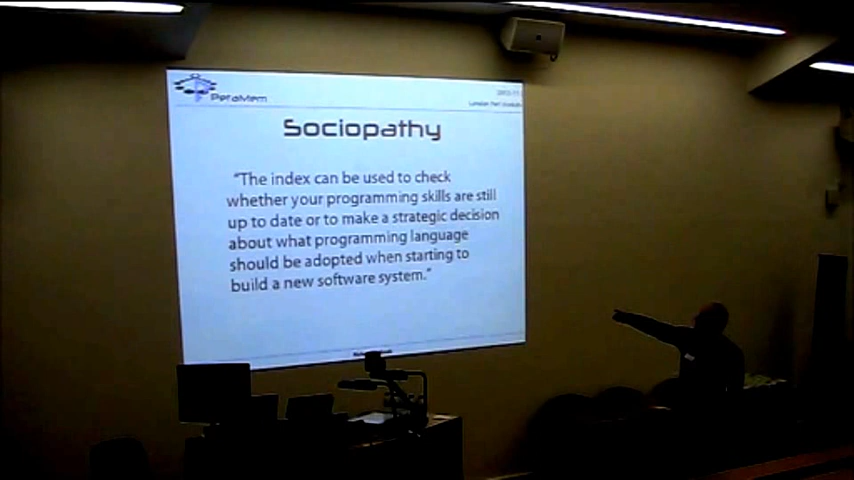 PetaMem
Sociopathy
"The index can be used to check
whether your programming skills are still
up to date or to make a strategic decision
about what programming language
should be adopted when starting to
build a new software system."